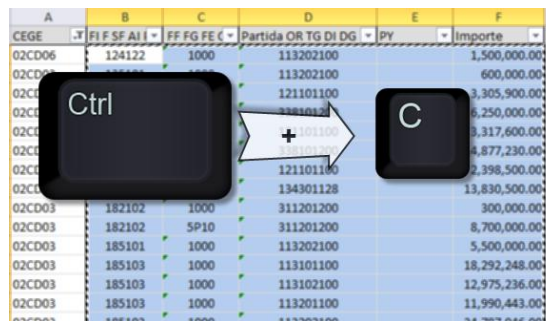 A B C D E F
CEGE FI F SF AI FF FG FE Partida OR TG DI DG PY Importe
02CD06 124122 1000 113202100 1,500,000.00
1000 113202100 600,000.00
121101100 3,305,900.00
6,250,000.00
3,317,600.00
338101200 4,877,230.00
121101100 2,398,500.00
134301128 13,830,500.00
Ctrl + C
02CD03 182102 1000 311201200 300,000.00
02CD03 182102 5P10 311201200 8,700,000.00
02CD03 185101 1000 113202100 5,500,000.00
02CD03 185103 1000 113101100 18,292,248.00
02CD03 185103 1000 113102100 12,975,236.00
02CD03 185103 1000 113201100 11,990,443.00